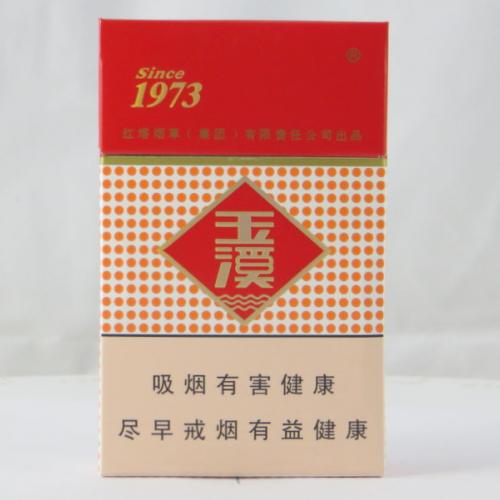 Since
1973
®
红塔烟草（集团）有限责任公司出品
玉溪
吸烟有害健康
尽早戒烟有益健康